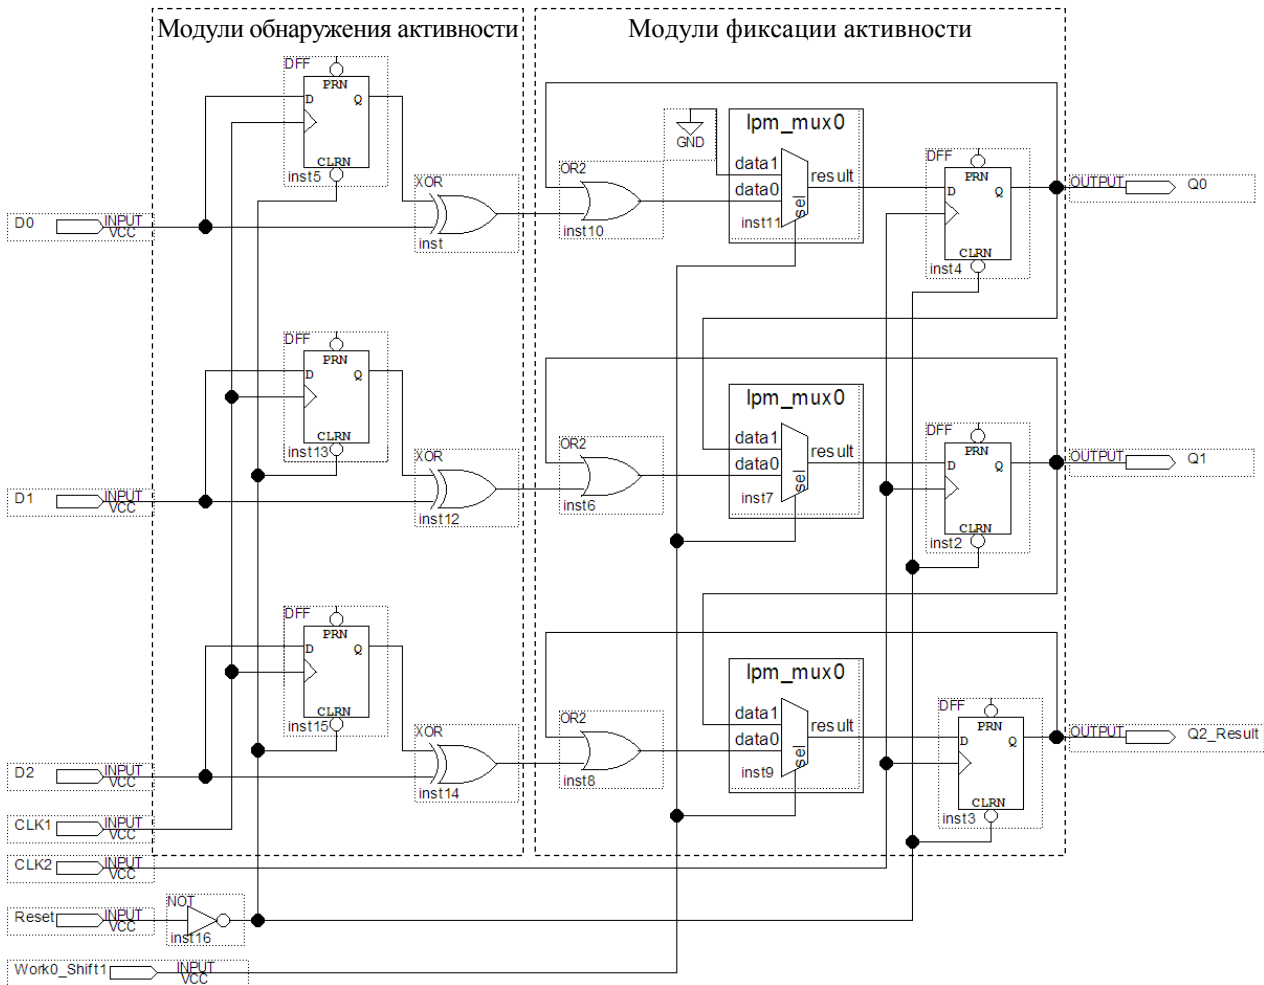 Модули обнаружения активности
Модули фиксации активности
DFF
PRN
D Q
CLRN
inst5
XOR
inst
D0 INPUT
VCC
OR2
inst10
GND
lpm_mux0
data1
data0
result
sel
inst11
DFF
PRN
D Q
CLRN
inst4
OUTPUT Q0
DFF
PRN
D Q
CLRN
inst13
XOR
inst12
D1 INPUT
VCC
OR2
inst6
lpm_mux0
data1
data0
result
sel
inst7
DFF
PRN
D Q
CLRN
inst2
OUTPUT Q1
DFF
PRN
D Q
CLRN
inst15
XOR
inst14
D2 INPUT
VCC
OR2
inst8
lpm_mux0
data1
data0
result
sel
inst9
DFF
PRN
D Q
CLRN
inst3
OUTPUT Q2_Result
CLK1 INPUT
VCC
CLK2 INPUT
VCC
Reset INPUT
VCC
NOT
inst16
Work0_Shift1 INPUT
VCC